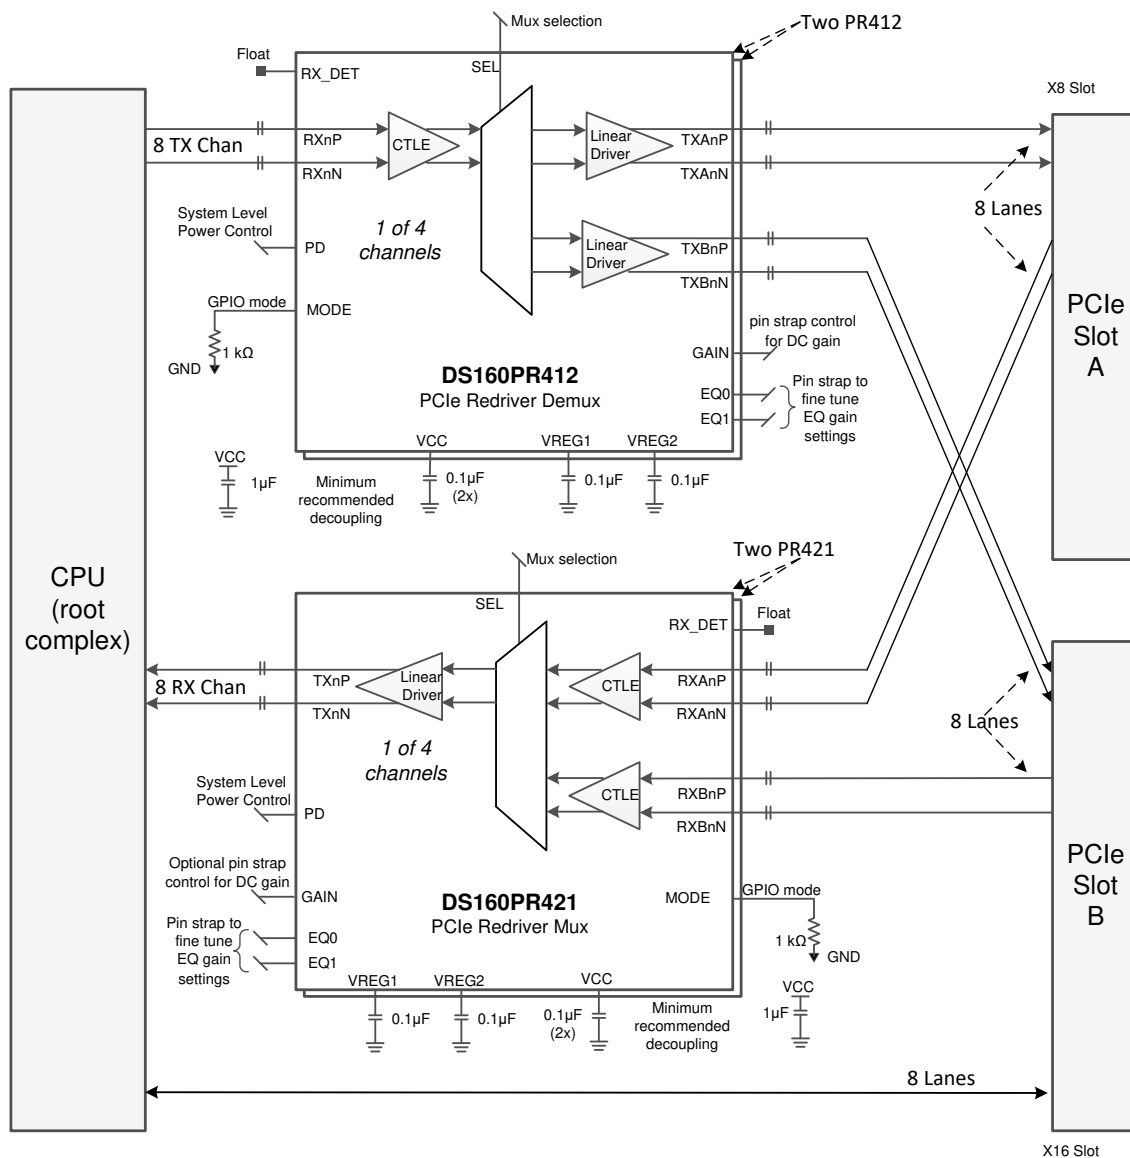 Mux selection
Two PR412
Float
RX_DET
SEL
X8 Slot
8 TX Chan
RXnP
RXnN
CTLE
Linear
Driver
TXAnP
TXAnN
8 Lanes
System Level
Power Control
PD
1 of 4
channels
Linear
Driver
TXBnP
TXBnN
GPIO mode
MODE
1 kΩ
GND
pin strap control
for DC gain
GAIN
PCIe
Slot
A
DS160PR412
PCIe Redriver Demux
EQ0
EQ1
Pin strap to
fine tune
EQ gain
settings
VCC
VREG1
VREG2
VCC
1µF
Minimum
recommended
decoupling
0.1µF
(2x)
0.1µF
0.1µF
CPU
(root
complex)
Mux selection
Two PR421
SEL
Float
RX_DET
8 RX Chan
TXnP
TXnN
Linear
Driver
CTLE
RXAnP
RXAnN
8 Lanes
1 of 4
channels
System Level
Power Control
PD
CTLE
RXBnP
RXBnN
Optional pin strap
control for DC gain
GAIN
DS160PR421
PCIe Redriver Mux
MODE
GPIO mode
1 kΩ
GND
PCIe
Slot
B
Pin strap to
fine tune
EQ gain
settings
EQ0
EQ1
VREG1
VREG2
VCC
0.1µF
0.1µF
0.1µF
(2x)
Minimum
recommended
decoupling
VCC
1µF
8 Lanes
X16 Slot